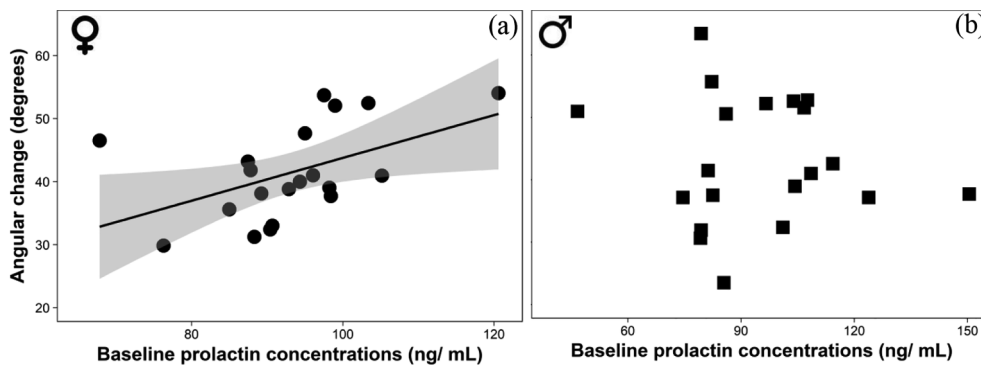 (a)
Angular change (degrees)
60
50
40
30
20
80
100
120
Baseline prolactin concentrations (ng/ mL)
(b)
60
90
120
150
Baseline prolactin concentrations (ng/ mL)